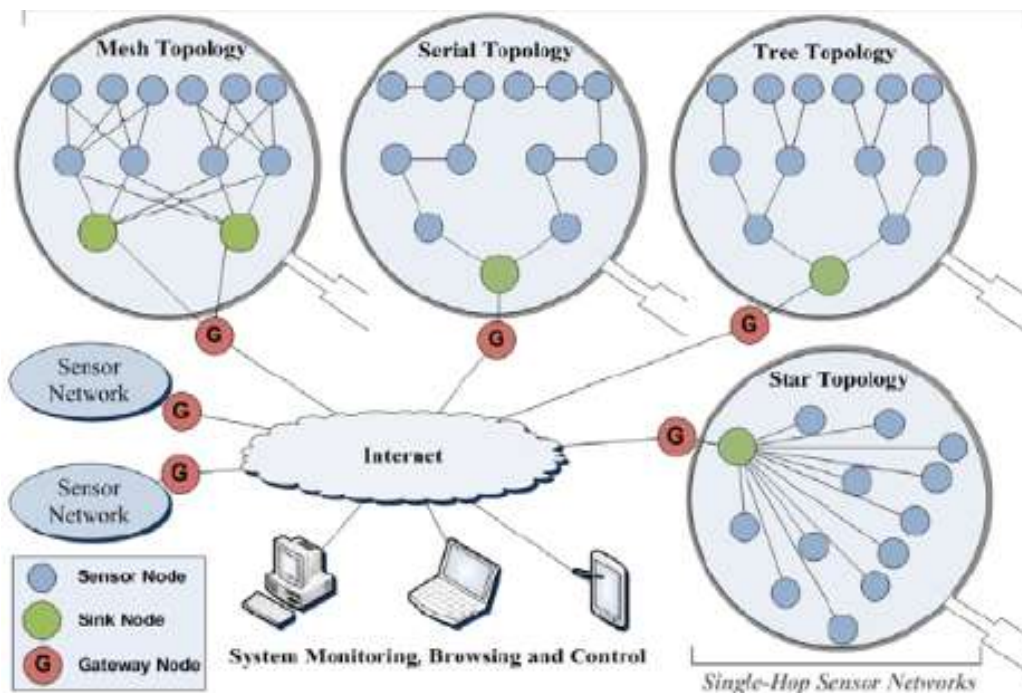 Mesh Topology
Serial Topology
Tree Topology
G
G
G
Sensor
Network
G
Star Topology
G
Internet
Sensor
Network
G
Sensor Node
Sink Node
G
Gateway Node
System Monitoring, Browsing and Control
Single-Hop Sensor Networks